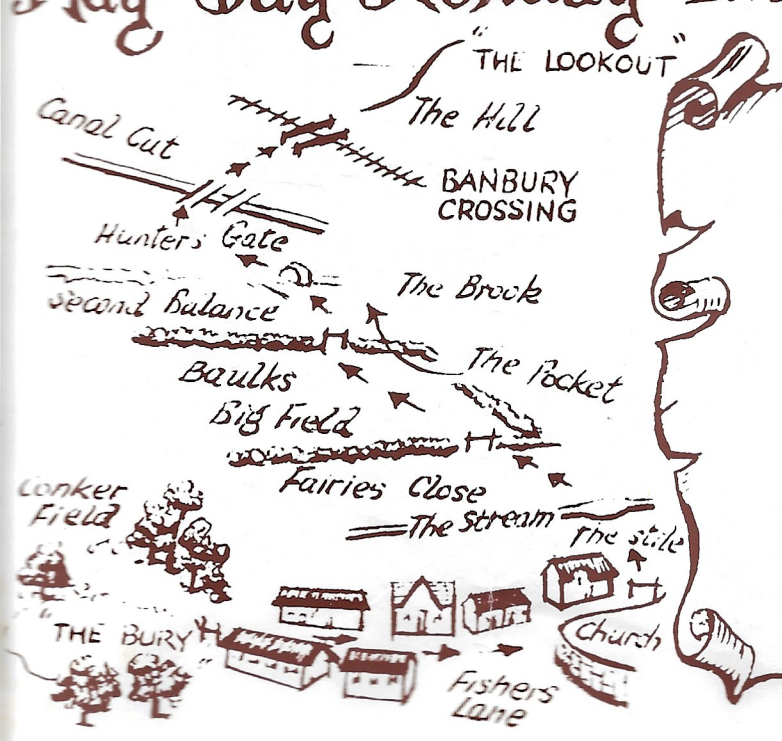 "THE LOOKOUT"
The Hill
Canal Cut
BANBURY
CROSSING
Hunters Gate
The Brook
Second Balance
The Pocket
Baulks
Big Field
Fairies Close
Conker
Field
The Stream
The stile
"THE BURY"
Church
Fishers
Lane